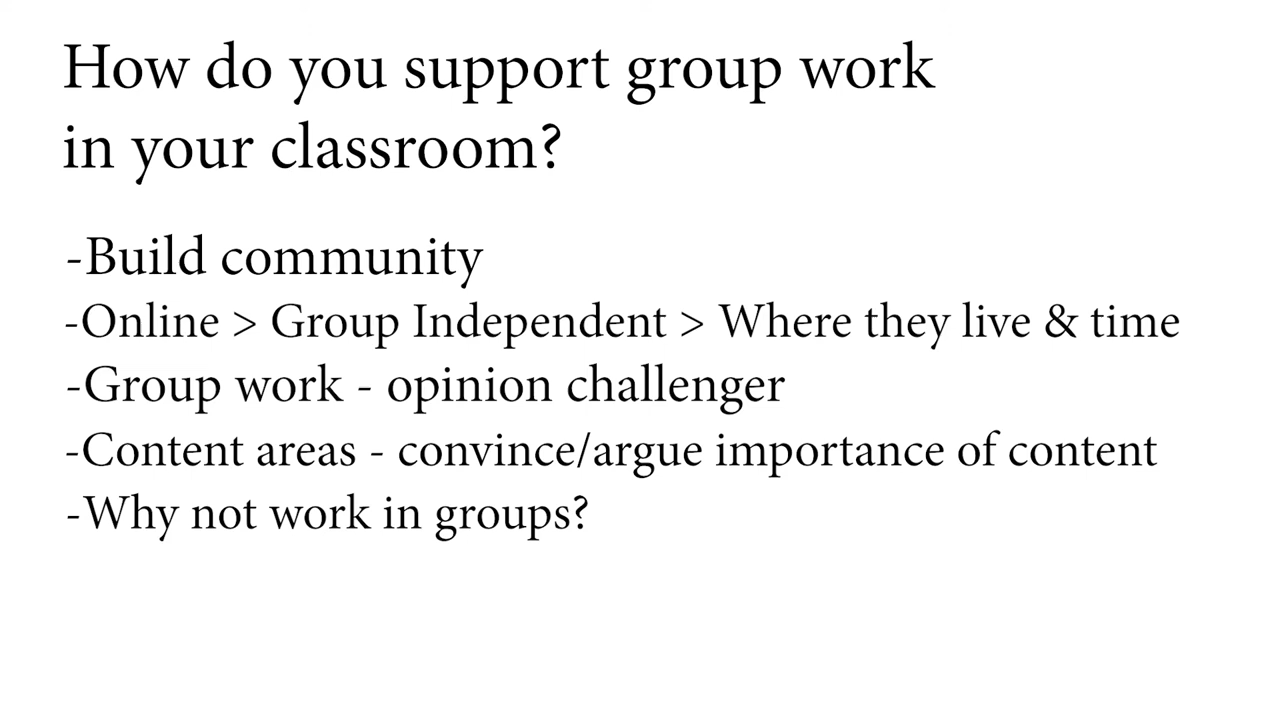 How do you support group work
in your classroom?
-Build community
-Online > Group Independent > Where they live & time
-Group work - opinion challenger
-Content areas - convince/argue importance of content
-Why not work in groups?